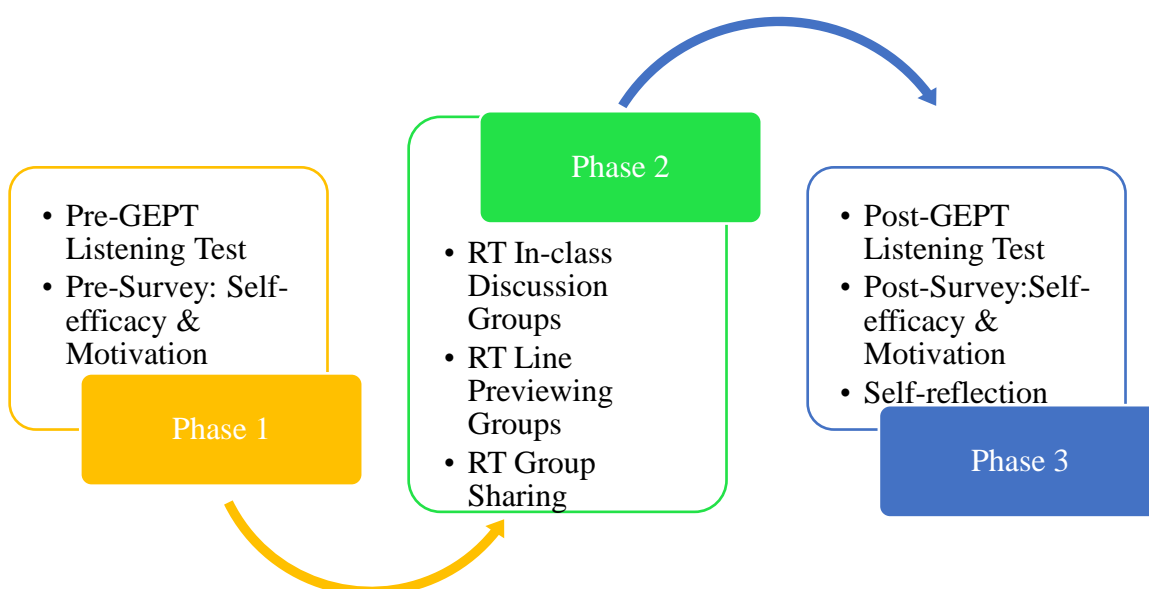 • Pre-GEPT
Listening Test
• Pre-Survey: Self-
efficacy &
Motivation
Phase 1
Phase 2
• RT In-class
Discussion
Groups
• RT Line
Previewing
Groups
• RT Group
Sharing
• Post-GEPT
Listening Test
• Post-Survey:Self-
efficacy &
Motivation
• Self-reflection
Phase 3